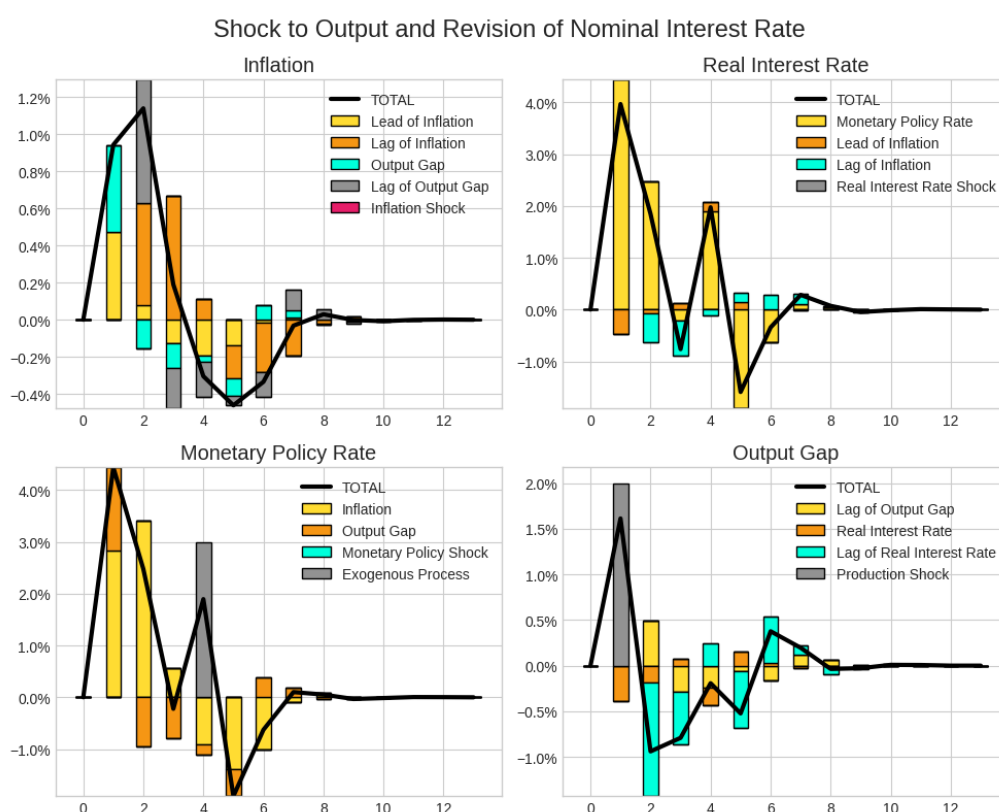 Shock to Output and Revision of Nominal Interest Rate
Inflation
1.2%
1.0%
0.8%
0.6%
0.4%
0.2%
0.0%
−0.2%
−0.4%
0 2 4 6 8 10 12
TOTAL
Lead of Inflation
Lag of Inflation
Output Gap
Lag of Output Gap
Inflation Shock
Real Interest Rate
4.0%
3.0%
2.0%
1.0%
0.0%
−1.0%
0 2 4 6 8 10 12
TOTAL
Monetary Policy Rate
Lead of Inflation
Lag of Inflation
Real Interest Rate Shock
Monetary Policy Rate
4.0%
3.0%
2.0%
1.0%
0.0%
−1.0%
0 2 4 6 8 10 12
TOTAL
Inflation
Output Gap
Monetary Policy Shock
Exogenous Process
Output Gap
2.0%
1.5%
1.0%
0.5%
0.0%
−0.5%
−1.0%
0 2 4 6 8 10 12
TOTAL
Lag of Output Gap
Real Interest Rate
Lag of Real Interest Rate
Production Shock